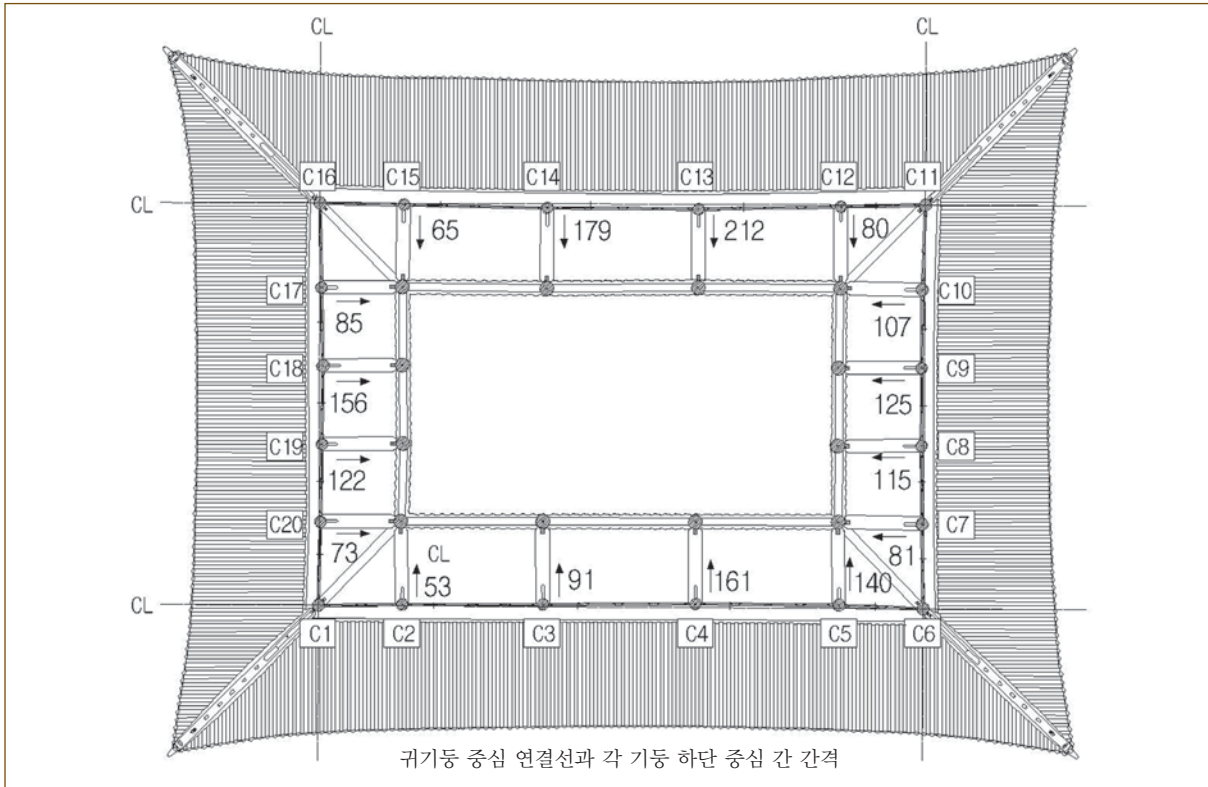 CL CL
C16 C15 C14 C13 C12 C11
CL
65 179 212 80
C17 C10
85 107
C18 C9
156 125
C19 C8
122 115
C20 C7
73 CL 81
53 91 161 140
CL
C1 C2 C3 C4 C5 C6
귀기둥 중심 연결선과 각 기둥 하단 중심 간 간격